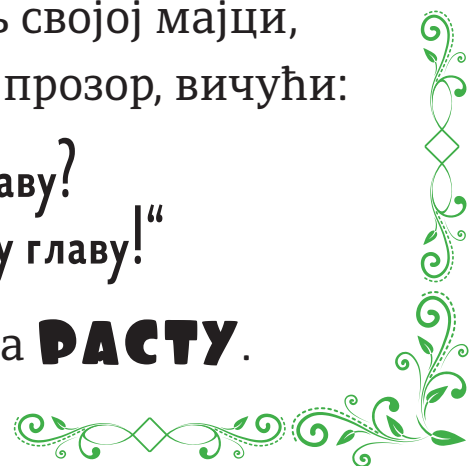 својој мајци,
прозор, вичући:
аву?
у главу!“
а РАСТУ.